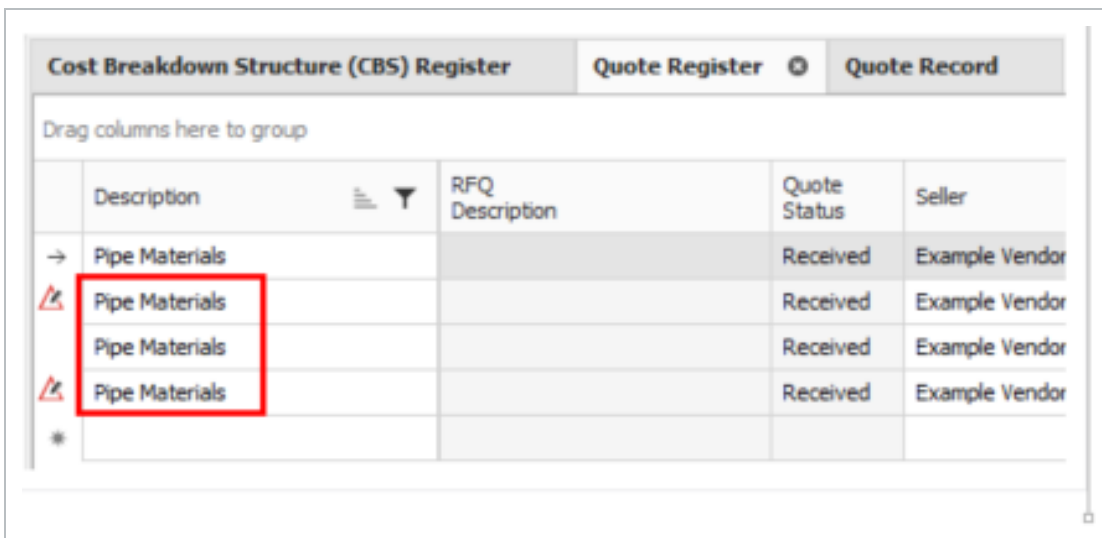 Cost Breakdown Structure (CBS) Register Quote Register Quote Record
Drag columns here to group
Description RFQ Description Quote Status Seller
Pipe Materials Received Example Vendor
Pipe Materials Received Example Vendor
Pipe Materials Received Example Vendor
Pipe Materials Received Example Vendor